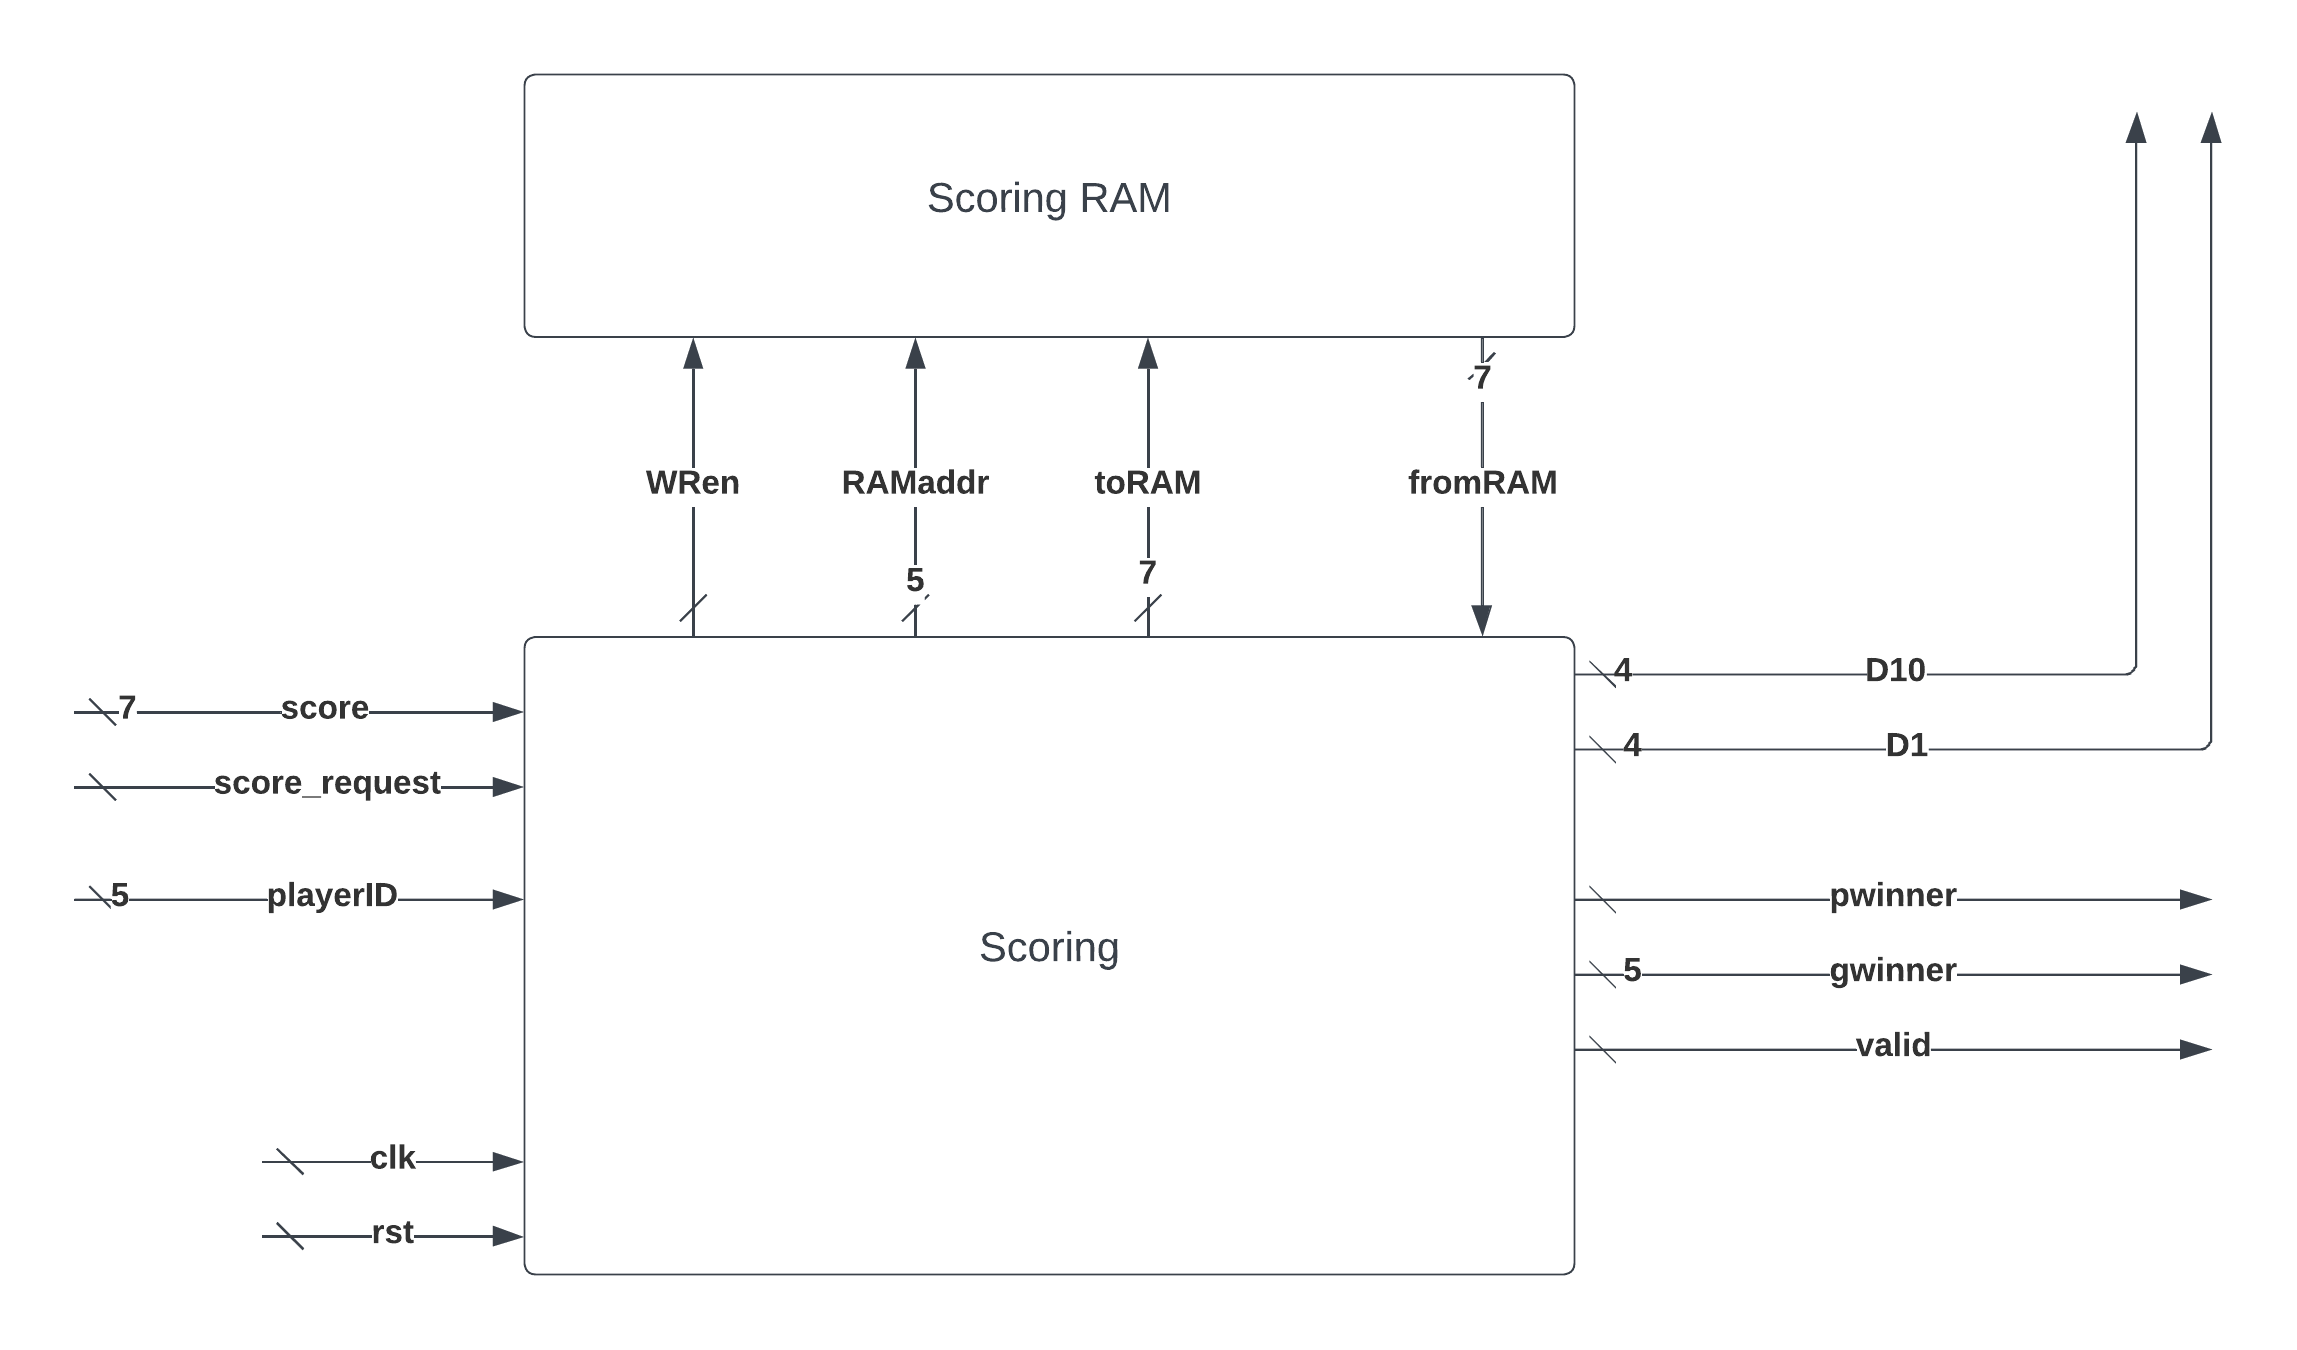 Scoring RAM
7
WRen
RAMaddr
toRAM
fromRAM
5
7
4
D10
7
score
4
D1
score_request
5
playerID
pwinner
Scoring
5
gwinner
valid
clk
rst